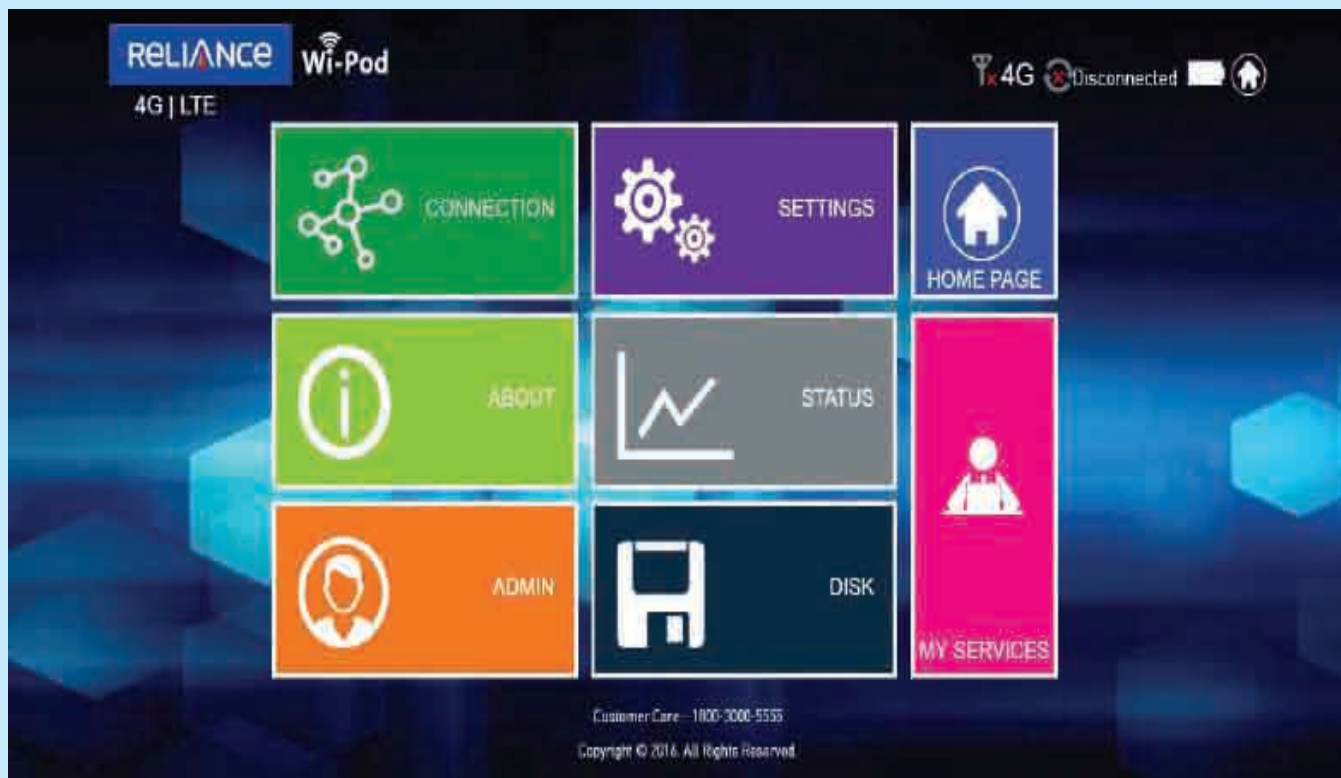 RELIANCE Wi-Pod
4G | LTE
4G Disconnected
CONNECTION
SETTINGS
HOME PAGE
ABOUT
STATUS
ADMIN
DISK
MY SERVICES
Customer Care - 1800-3000-5555
Copyright © 2016. All Rights Reserved.